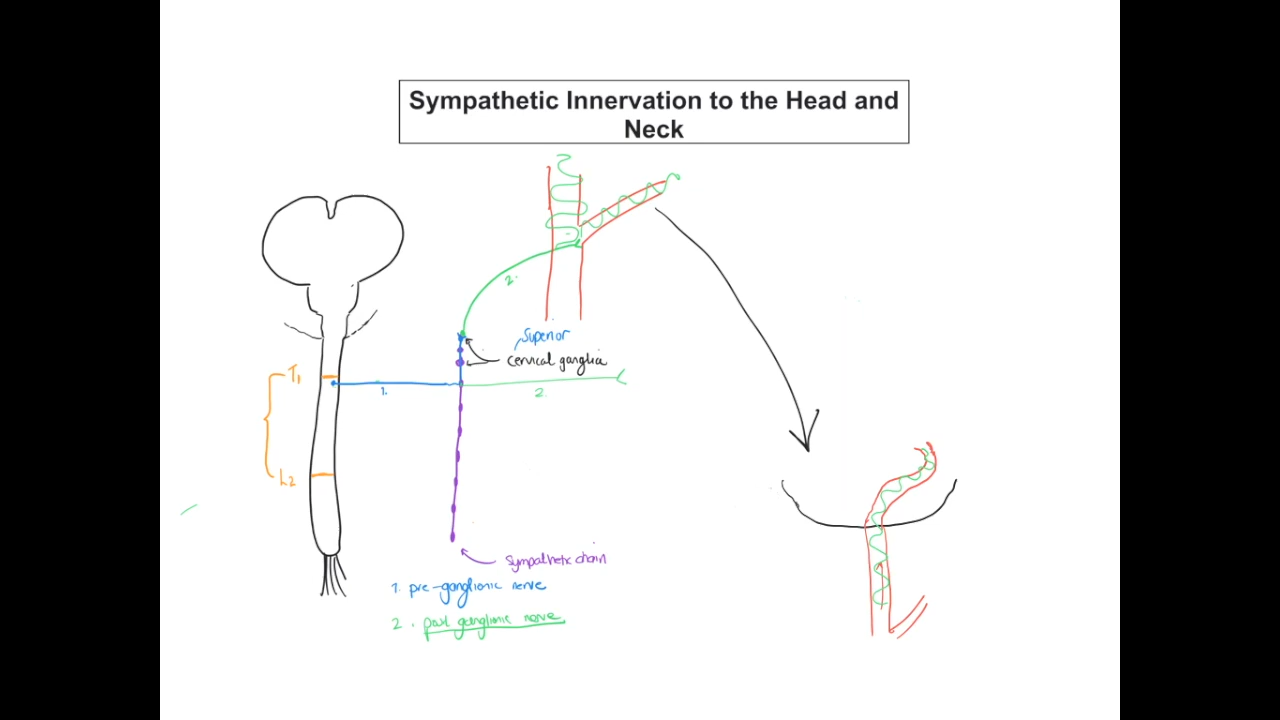 Sympathetic Innervation to the Head and
Neck
2.
Superior
cervical ganglia
T1
1.
2.
L2
Sympathetic chain
1. pre-ganglionic nerve
2. post ganglionic nerve